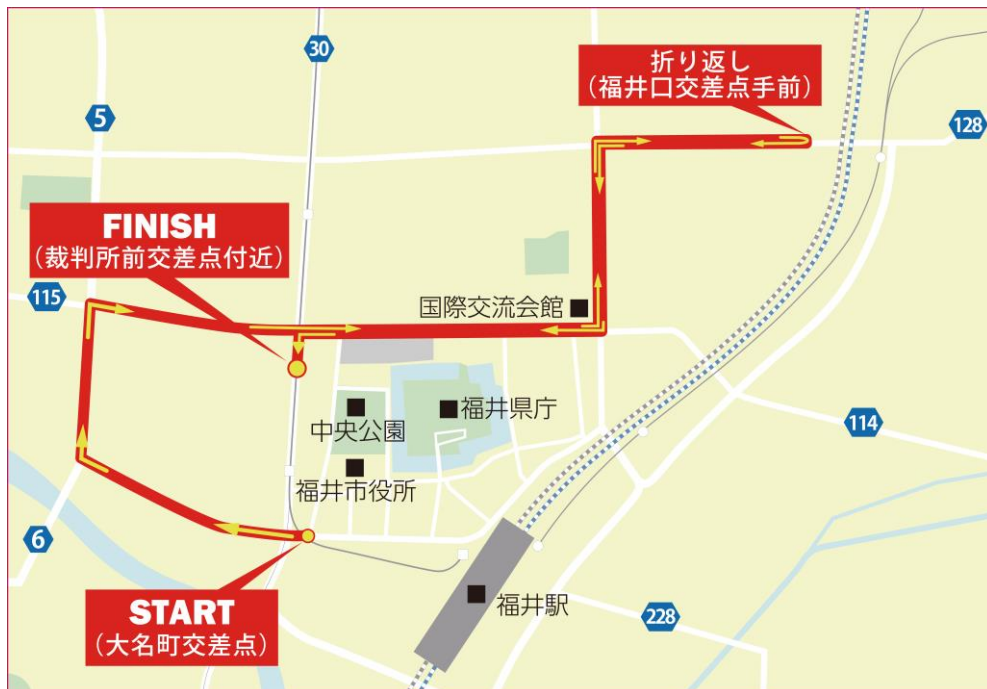 30
折り返し
(福井口交差点手前)
5
128
FINISH
(裁判所前交差点付近)
115
国際交流会館
中央公園
福井県庁
114
福井市役所
6
START
(大名町交差点)
福井駅
228